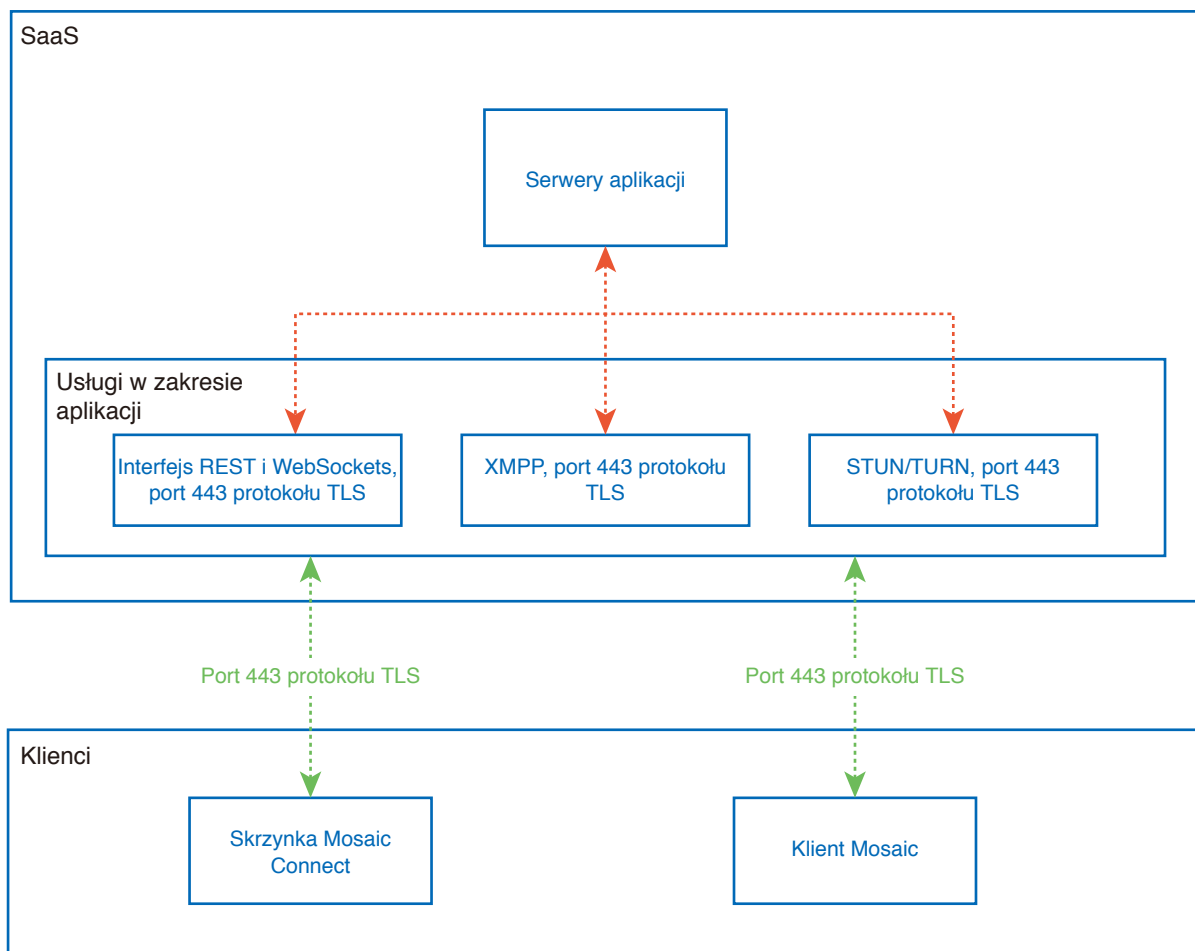 SaaS
Serwery aplikacji
Usługi w zakresie
aplikacji
Interfejs REST i WebSockets,
port 443 protokołu TLS
XMPP, port 443 protokołu
TLS
STUN/TURN, port 443
protokołu TLS
Port 443 protokołu TLS
Port 443 protokołu TLS
Klienci
Skrzynka Mosaic
Connect
Klient Mosaic